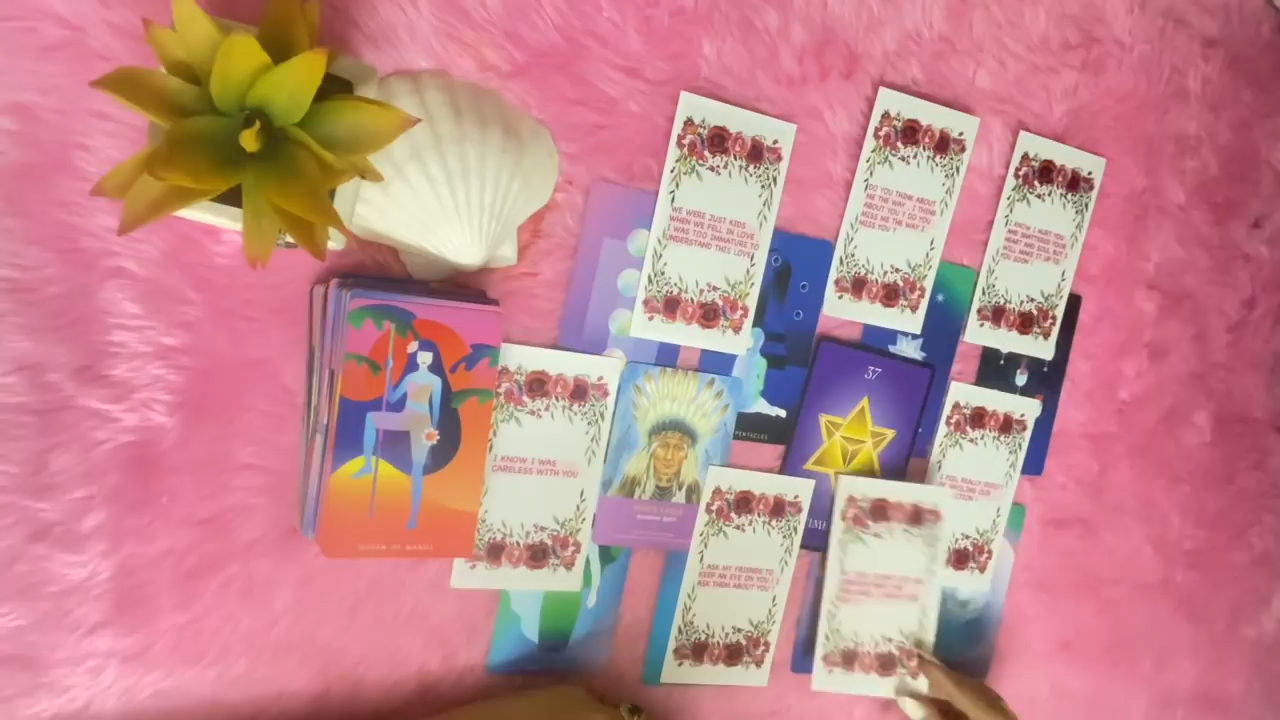 WE WERE JUST KIDS
WHEN WE FELL IN LOVE.
I WAS TOO IMMATURE TO
UNDERSTAND THIS LOVE
DO YOU THINK ABOUT
ME THE WAY I THINK
ABOUT YOU? DO YOU
MISS ME THE WAY I
MISS YOU?
I KNOW I HURT YOU
AND SHATTERED YOUR
HEART AND SOUL BUT I
WILL MAKE IT UP TO
YOU SOON!
37
TIME
PENTACLES
I KNOW I WAS
CARELESS WITH YOU
QUEEN OF WANDS
I FEEL REALLY
I ASK MY FRIENDS TO
KEEP AN EYE ON YOU
ASK THEM ABOUT YOU